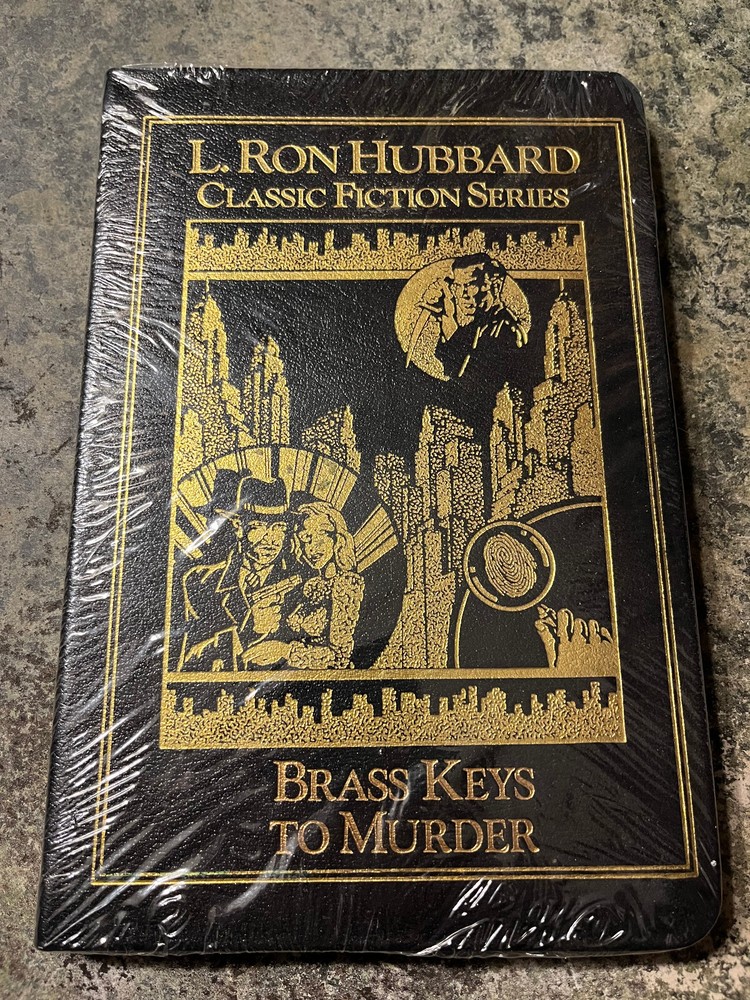 L. RON HUBBARD
CLASSIC FICTION SERIES
BRASS KEYS
TO MURDER